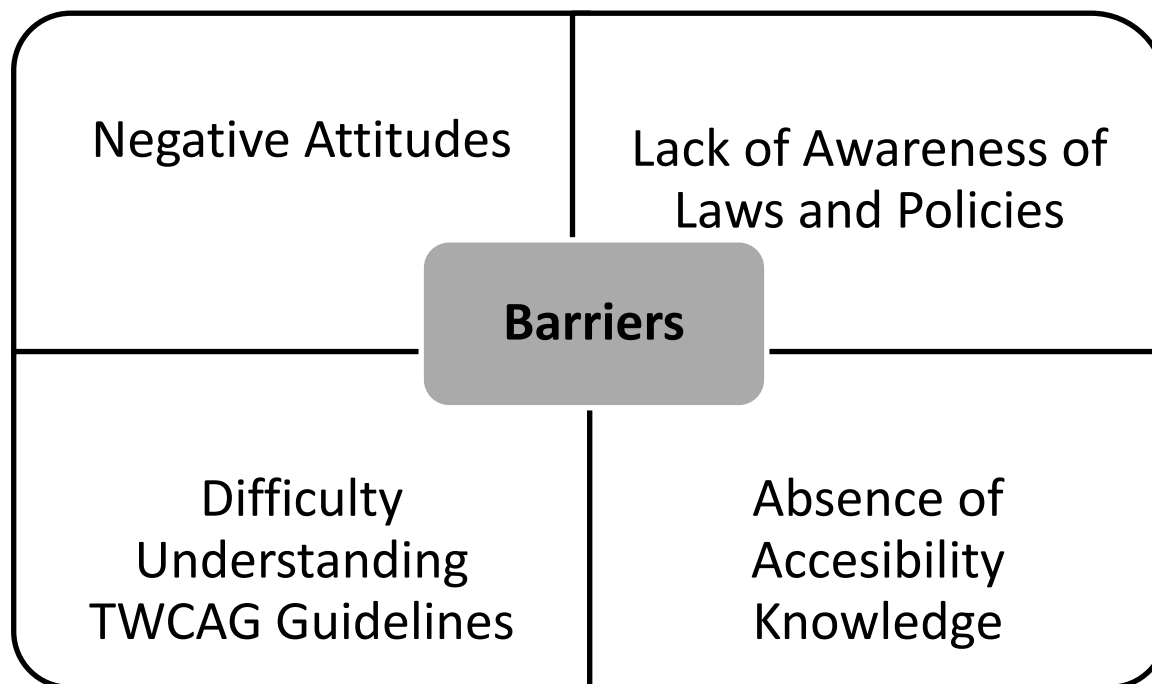 Negative Attitudes
Lack of Awareness of
Laws and Policies
Barriers
Difficulty
Understanding
TWCAG Guidelines
Absence of
Accesibility
Knowledge